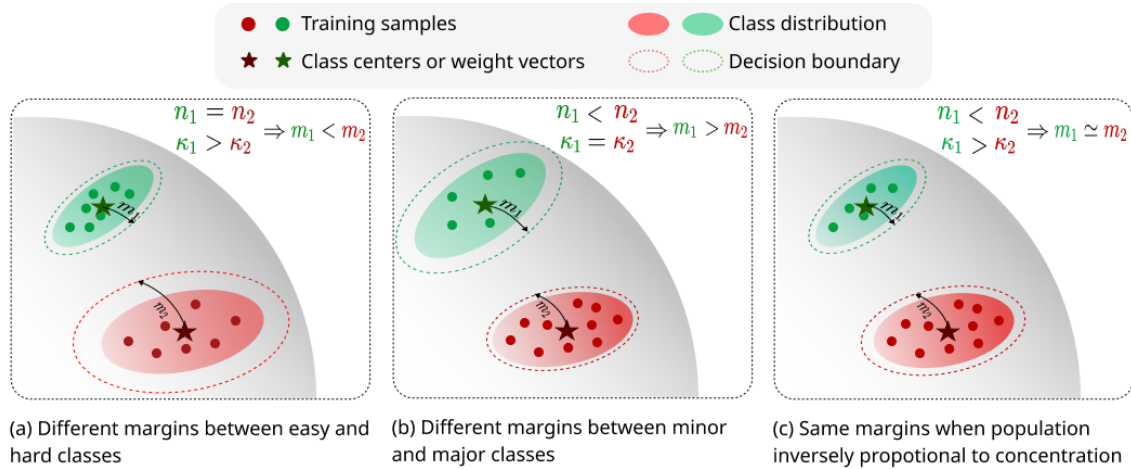 Training samples
Class distribution
Class centers or weight vectors
Decision boundary
n₁ = n₂
κ₁ > κ₂
⇒ m₁ < m₂
m₁
m₂
n₁ < n₂
κ₁ = κ₂
⇒ m₁ > m₂
m₁
m₂
n₁ < n₂
κ₁ > κ₂
⇒ m₁ ≃ m₂
m₁
m₂
(a) Different margins between easy and
hard classes
(b) Different margins between minor
and major classes
(c) Same margins when population
inversely propotional to concentration